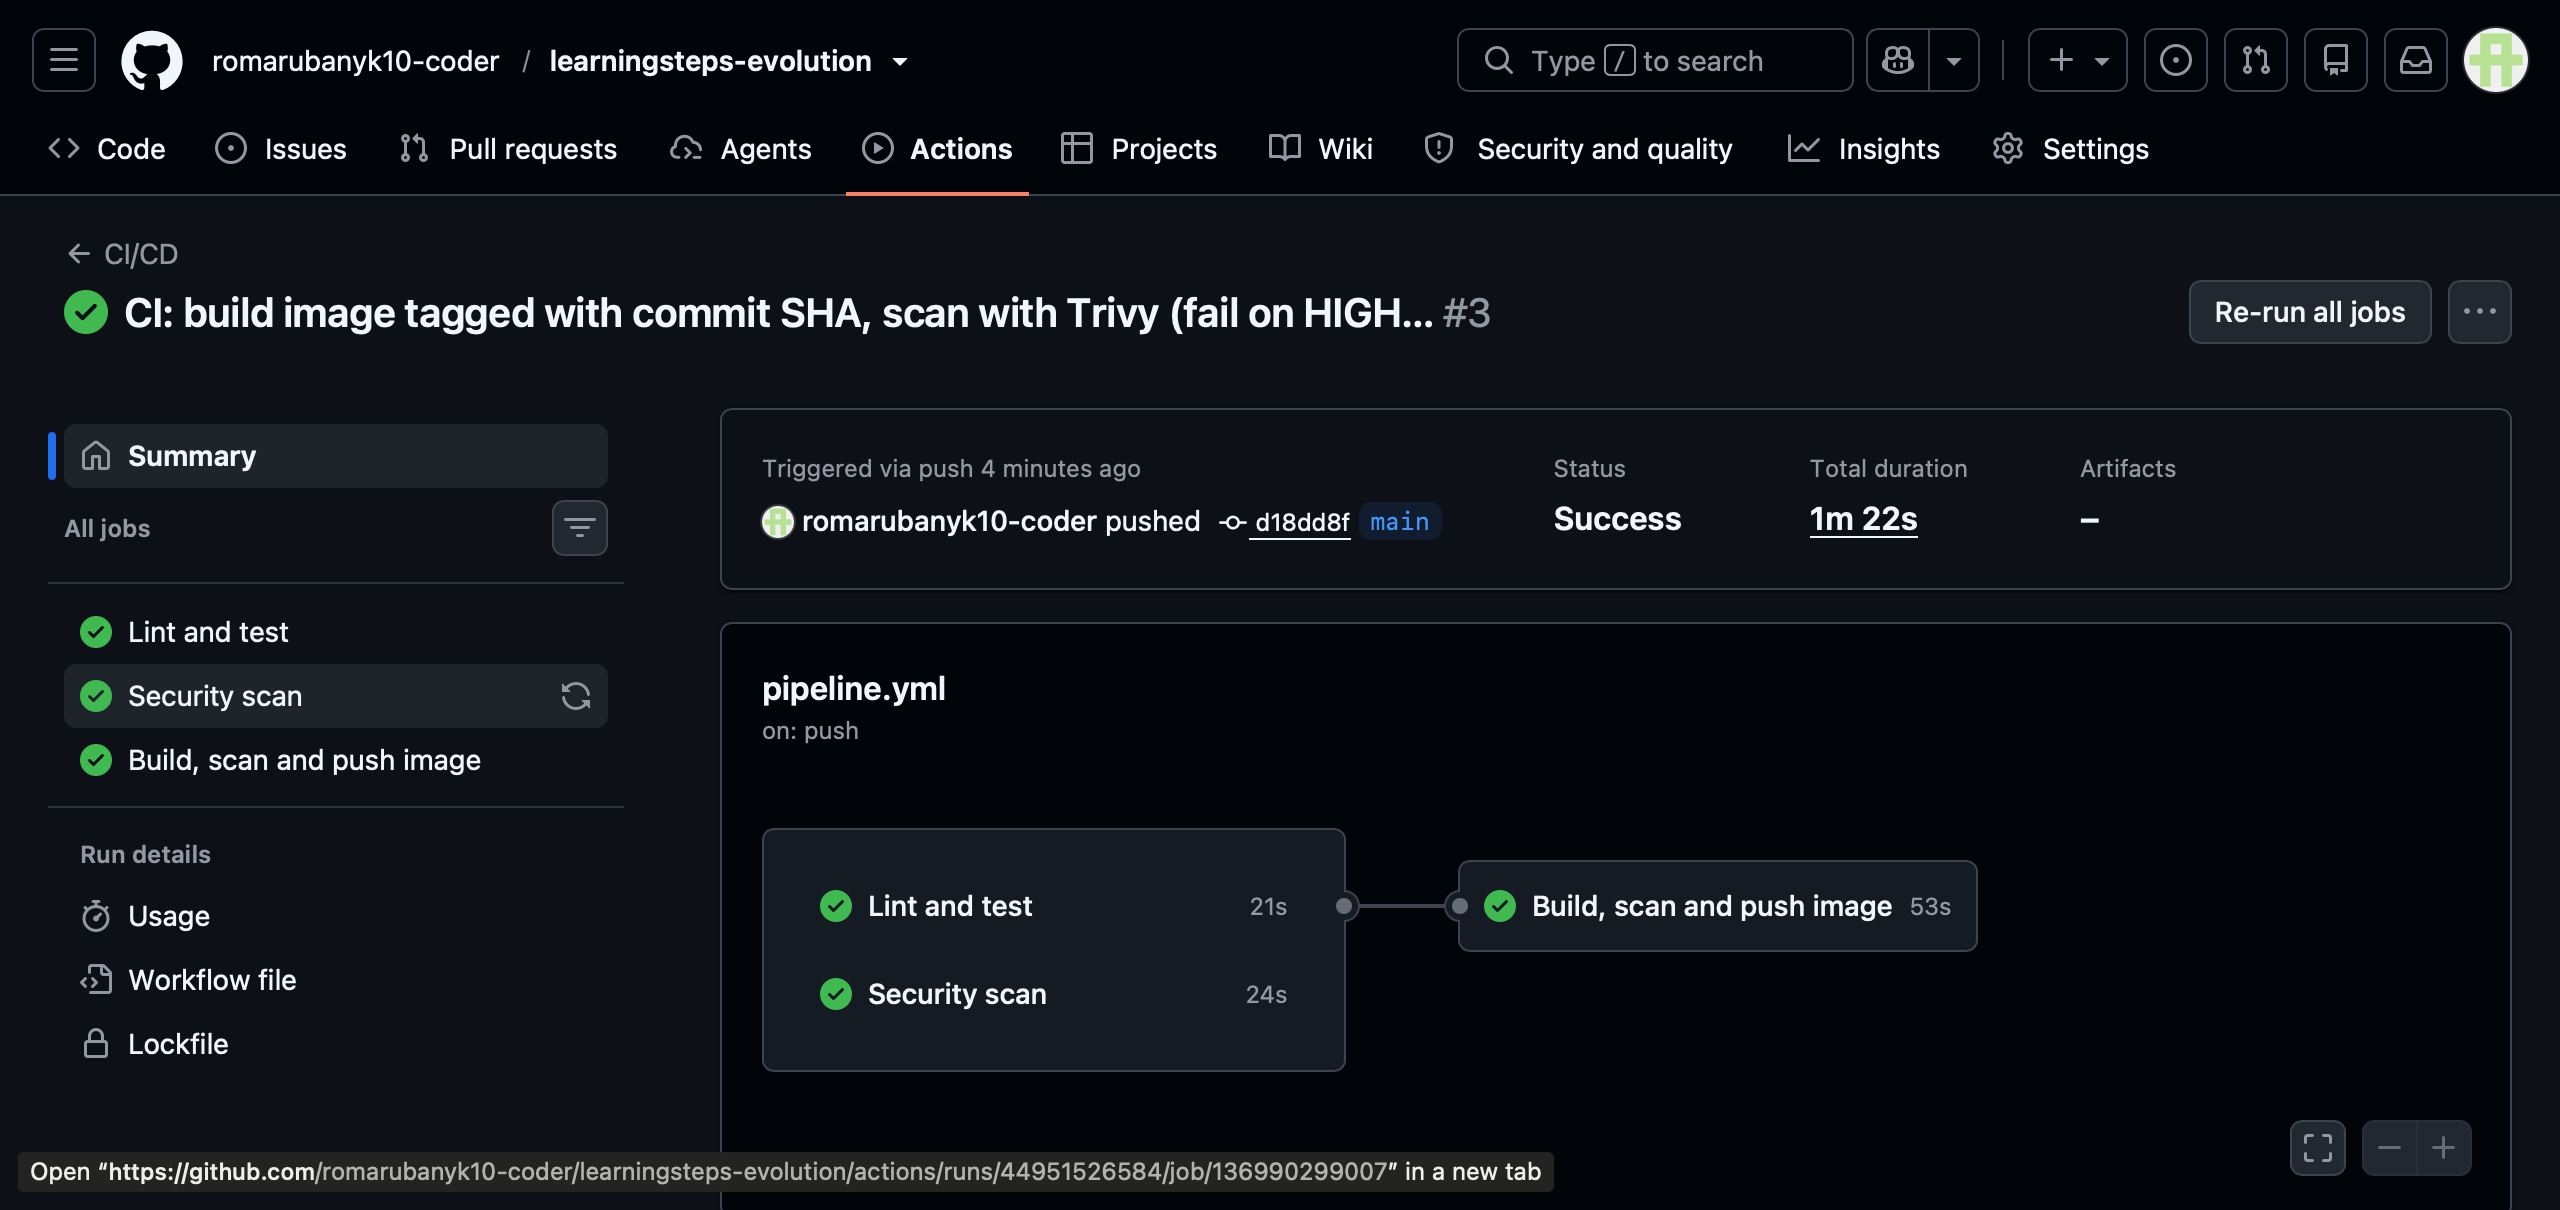 romarubanyk10-coder / learningsteps-evolution
Type / to search
Code
Issues
Pull requests
Agents
Actions
Projects
Wiki
Security and quality
Insights
Settings
CI/CD
CI: build image tagged with commit SHA, scan with Trivy (fail on HIGH... #3
Re-run all jobs
Summary
All jobs
Lint and test
Security scan
Build, scan and push image
Run details
Usage
Workflow file
Lockfile
Triggered via push 4 minutes ago
romarubanyk10-coder pushed d18dd8f main
Status
Success
Total duration
1m 22s
Artifacts
–
pipeline.yml
on: push
Lint and test 21s
Security scan 24s
Build, scan and push image 53s
Open “https://github.com/romarubanyk10-coder/learningsteps-evolution/actions/runs/44951526584/job/136990299007” in a new tab